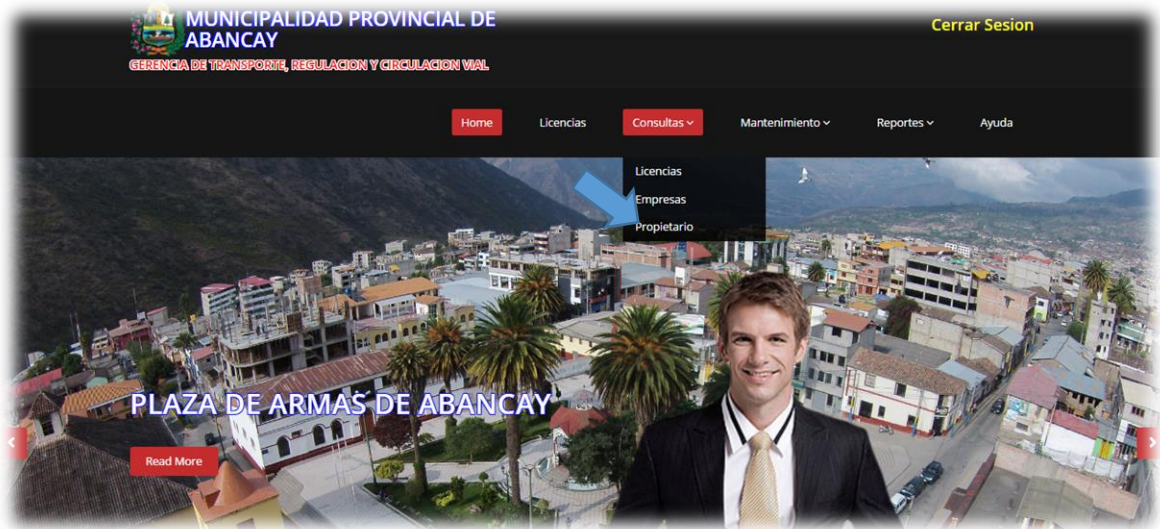 MUNICIPALIDAD PROVINCIAL DE
ABANCAY
GERENCIA DE TRANSPORTE, REGULACION Y CIRCULACION VIAL
Cerrar Sesion
Home
Licencias
Consultas
Mantenimiento
Reportes
Ayuda
Licencias
Empresas
Propietario
PLAZA DE ARMAS DE ABANCAY
Read More